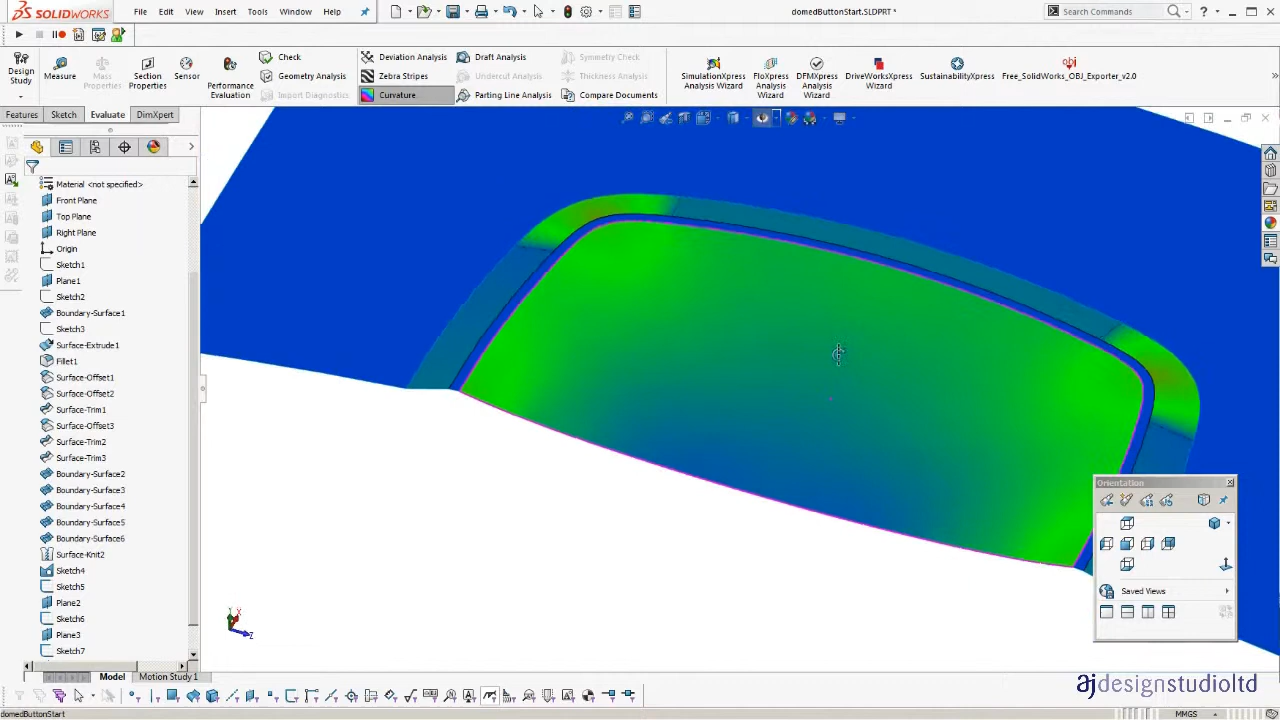 SOLIDWORKS File Edit View Insert Tools Window Help domedButtonStart.SLDPRT * Search Commands
Design Study
Measure
Mass Properties
Section Properties
Sensor
Performance Evaluation
Check
Geometry Analysis
Import Diagnostics
Deviation Analysis
Zebra Stripes
Curvature
Draft Analysis
Undercut Analysis
Parting Line Analysis
Symmetry Check
Thickness Analysis
Compare Documents
SimulationXpress Analysis Wizard
FloXpress Analysis Wizard
DFMXpress Analysis Wizard
DriveWorksXpress Wizard
SustainabilityXpress
Free_SolidWorks_OBJ_Exporter_v2.0
Features Sketch Evaluate DimXpert
Material <not specified>
Front Plane
Top Plane
Right Plane
Origin
Sketch1
Plane1
Sketch2
Boundary-Surface1
Sketch3
Surface-Extrude1
Fillet1
Surface-Offset1
Surface-Offset2
Surface-Trim1
Surface-Offset3
Surface-Trim2
Surface-Trim3
Boundary-Surface2
Boundary-Surface3
Boundary-Surface4
Boundary-Surface5
Boundary-Surface6
Surface-Knit2
Sketch4
Sketch5
Plane2
Sketch6
Plane3
Sketch7
Orientation
Saved Views
Y X
Z
Model Motion Study 1
ajdesignstudioltd
domedButtonStart MMGS